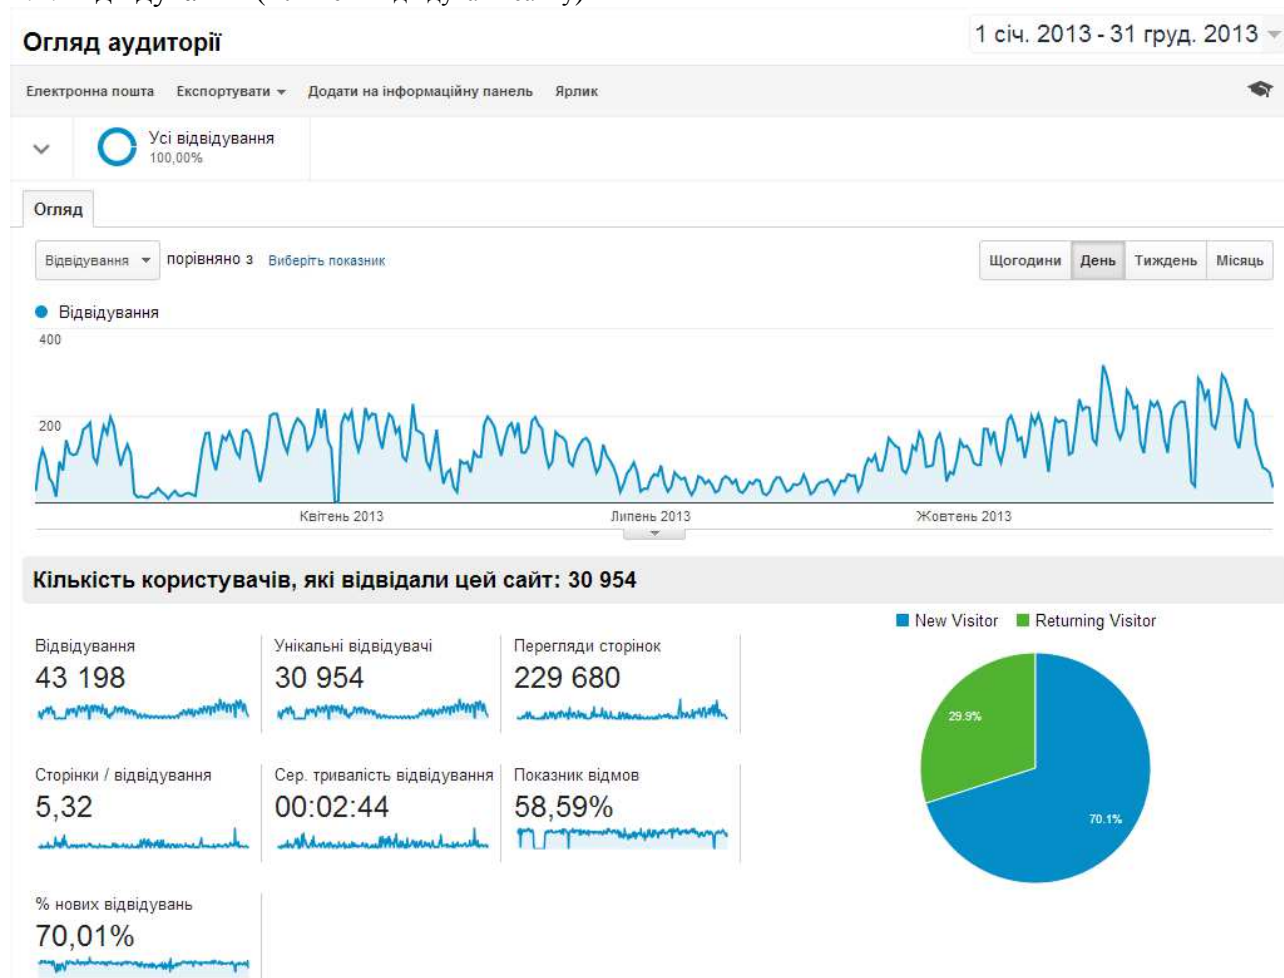 Огляд аудиторії
1 січ. 2013 - 31 груд. 2013
Електронна пошта Експортувати Додати на інформаційну панель Ярлик
Усі відвідування
100,00%
Огляд
Відвідування порівняно з Виберіть показник
Щогодини День Тиждень Місяць
Відвідування
400
200
Квітень 2013 Липень 2013 Жовтень 2013
Кількість користувачів, які відвідали цей сайт: 30 954
New Visitor Returning Visitor
Відвідування
43 198
Унікальні відвідувачі
30 954
Перегляди сторінок
229 680
29.9%
70.1%
Сторінки / відвідування
5,32
Сер. тривалість відвідування
00:02:44
Показник відмов
58,59%
% нових відвідувань
70,01%